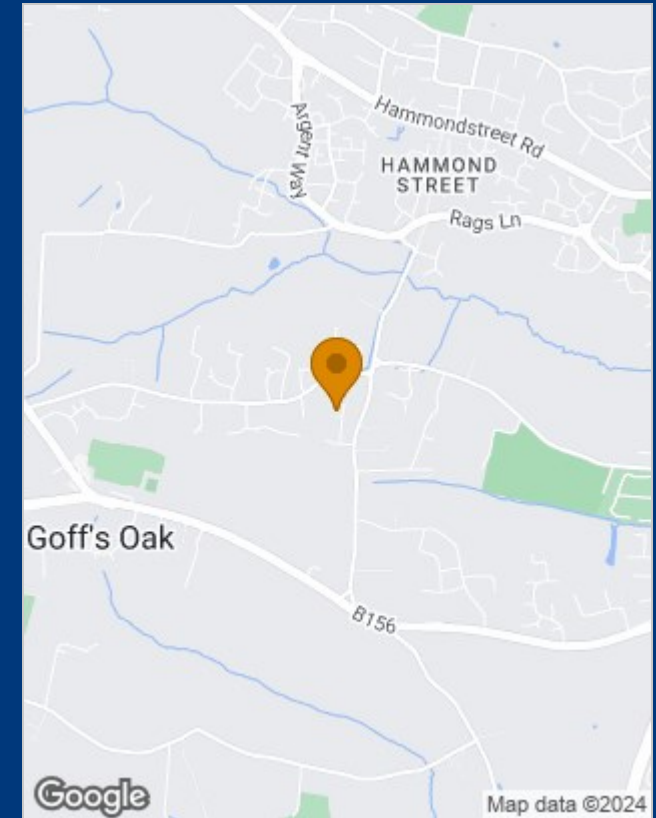 Hammondstreet Rd
Argent Way
HAMMOND
STREET
Rags Ln
Goff's Oak
B156
Google
Map data ©2024